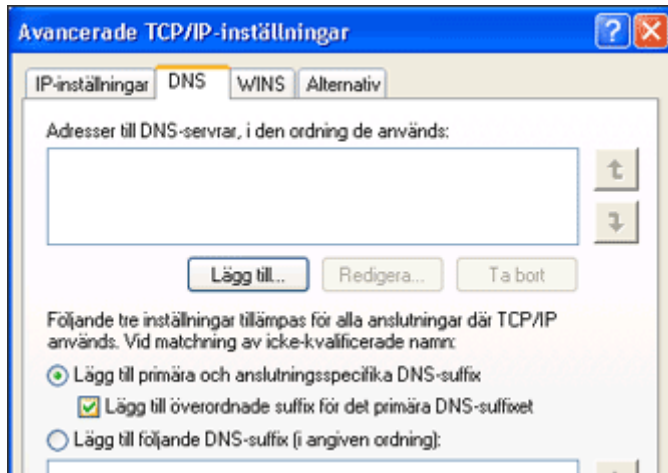 Avancerade TCP/IP-inställningar
IP-inställningar DNS WINS Alternativ
Adresser till DNS-servrar, i den ordning de används:
Lägg till... Redigera... Ta bort
Följande tre inställningar tillämpas för alla anslutningar där TCP/IP
används. Vid matchning av icke-kvalificerade namn:
Lägg till primära och anslutningsspecifika DNS-suffix
Lägg till överordnade suffix för det primära DNS-suffixet
Lägg till följande DNS-suffix (i angiven ordning):